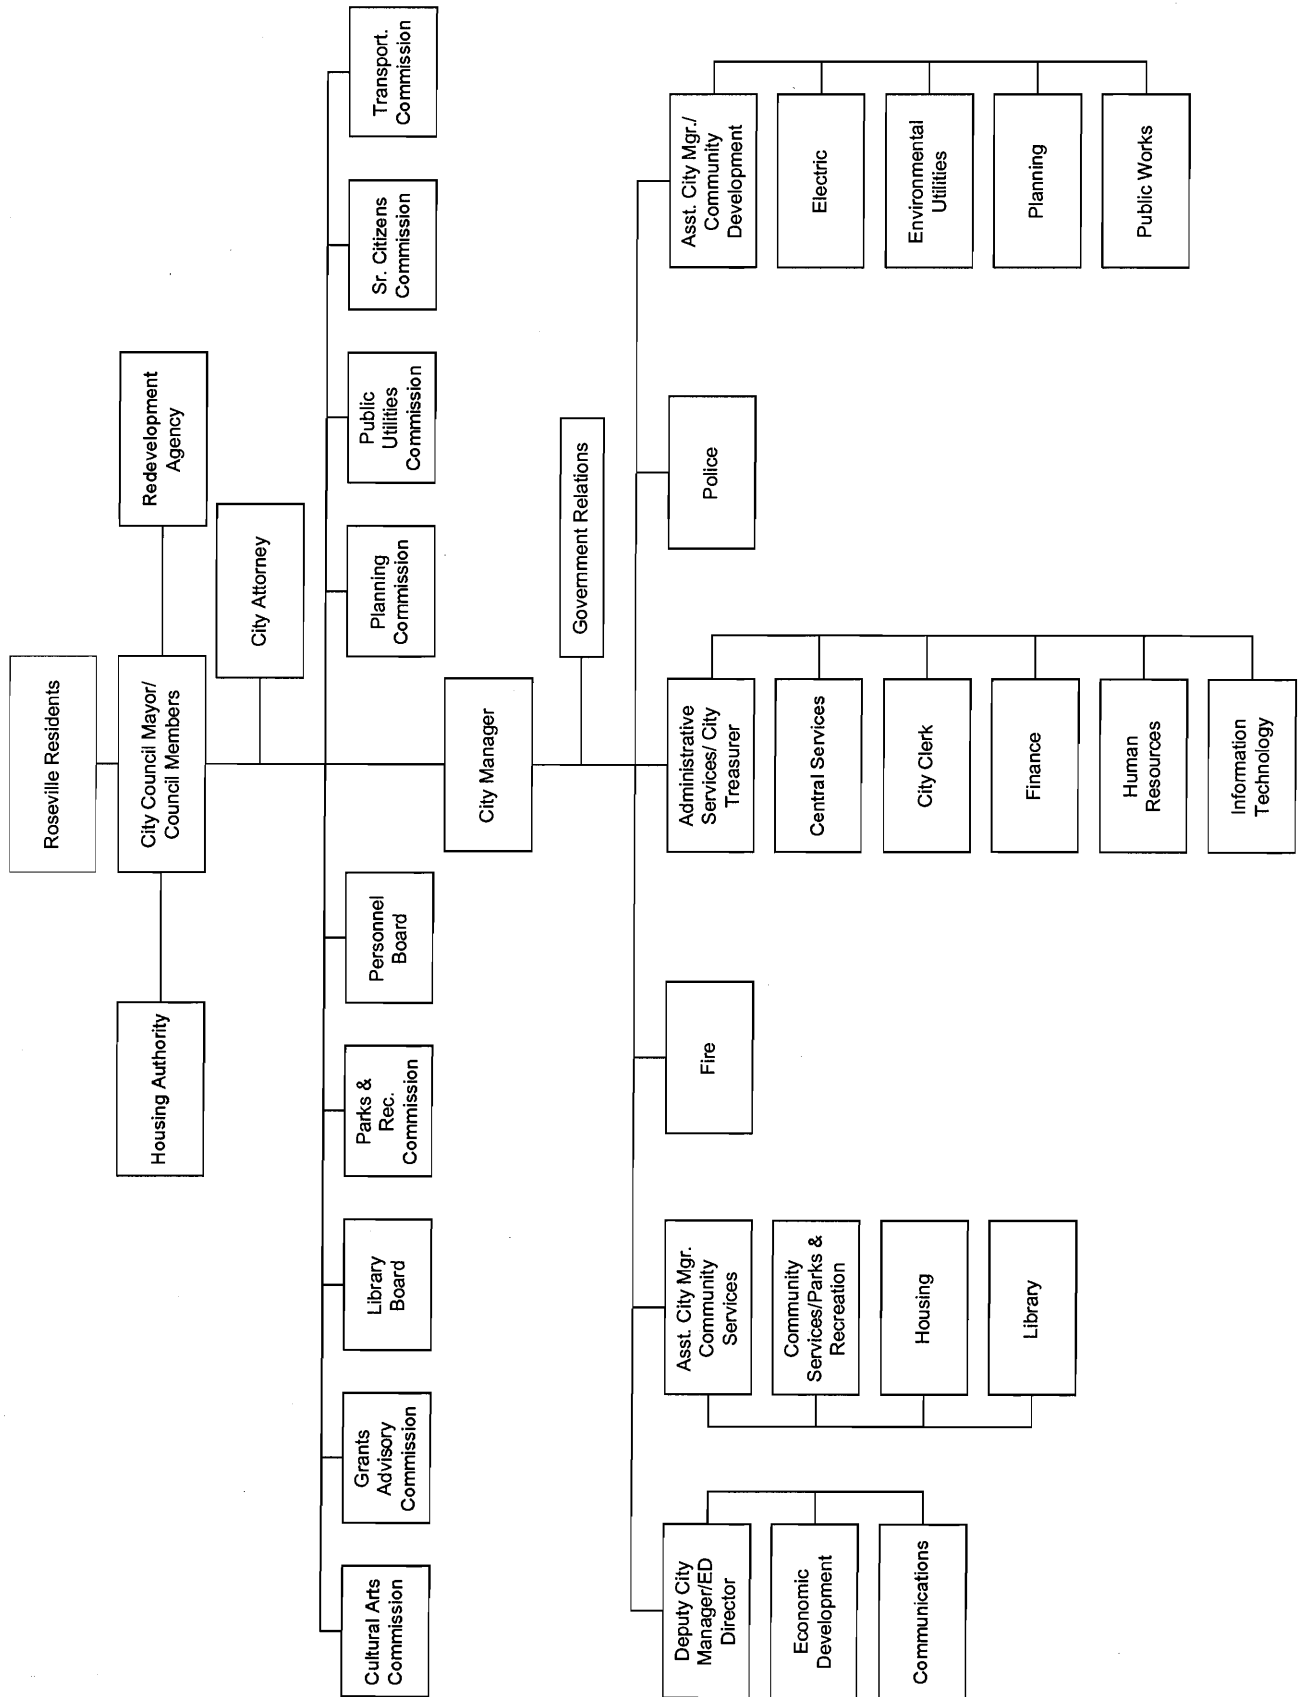 Roseville Residents
Housing Authority
City Council Mayor/
Council Members
Redevelopment
Agency
City Attorney
Cultural Arts
Commission
Grants
Advisory
Commission
Library
Board
Parks &
Rec.
Commission
Personnel
Board
Planning
Commission
Public
Utilities
Commission
Sr. Citizens
Commission
Transport.
Commission
City Manager
Government Relations
Deputy City
Manager/ED
Director
Economic
Development
Communications
Asst. City Mgr.
Community
Services
Community
Services/Parks &
Recreation
Housing
Library
Fire
Administrative
Services/ City
Treasurer
Central Services
City Clerk
Finance
Human
Resources
Information
Technology
Police
Asst. City Mgr./
Community
Development
Electric
Environmental
Utilities
Planning
Public Works